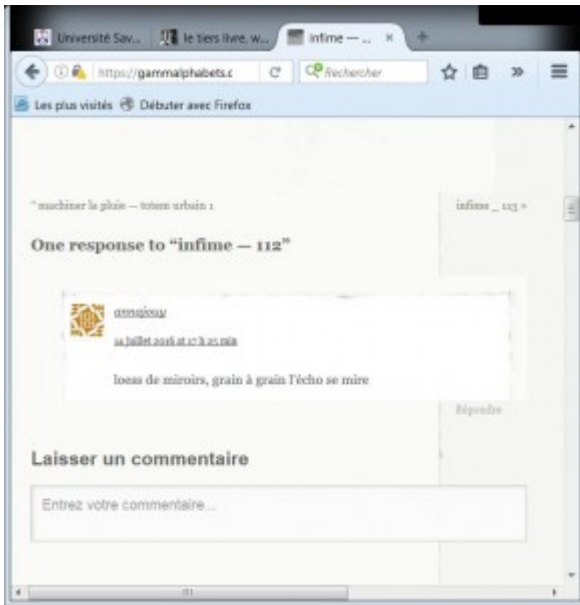 Université Sav...
le tiers livre, w...
infime — ...
https://gammalphabets.c
Rechercher
Les plus visités
Débuter avec Firefox
" machiner la pluie — totem urbain 1
infime _ 113 »
One response to “infime — 112”
annajouy
14 juillet 2016 at 17 h 25 min
loess de miroirs, grain à grain l'écho se mire
Répondre
Laisser un commentaire
Entrez votre commentaire...